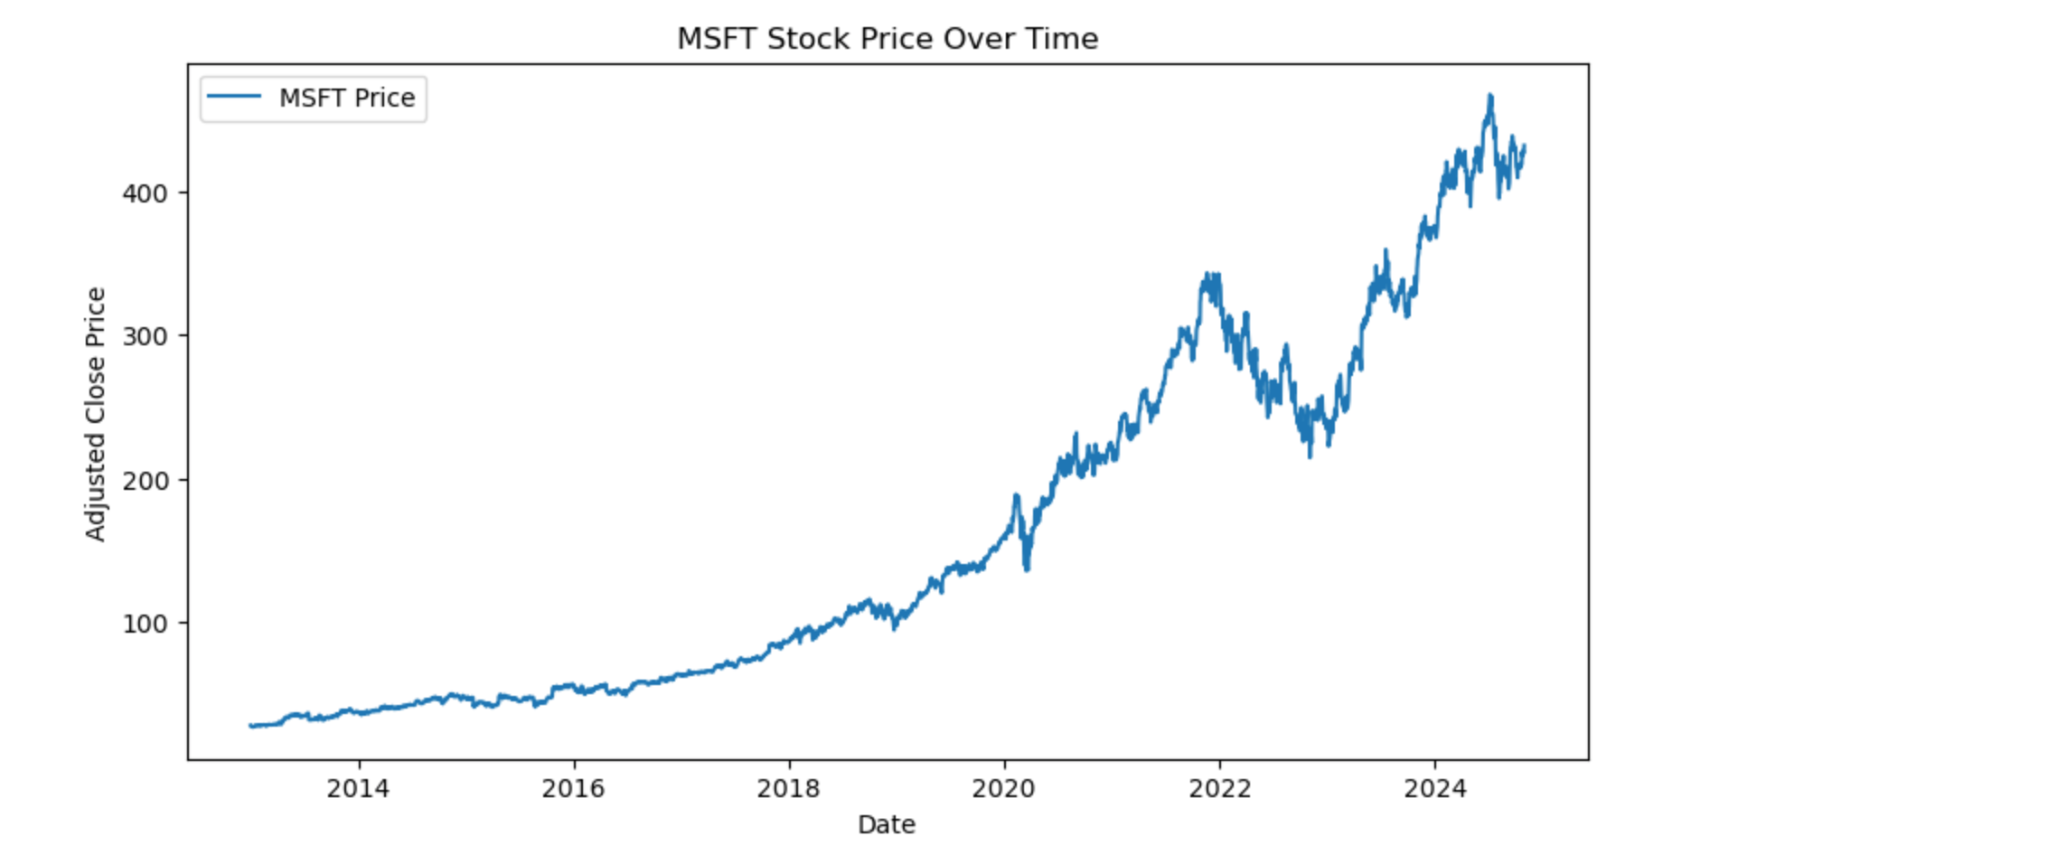 MSFT Stock Price Over Time
MSFT Price
400
300
200
100
Adjusted Close Price
2014 2016 2018 2020 2022 2024
Date